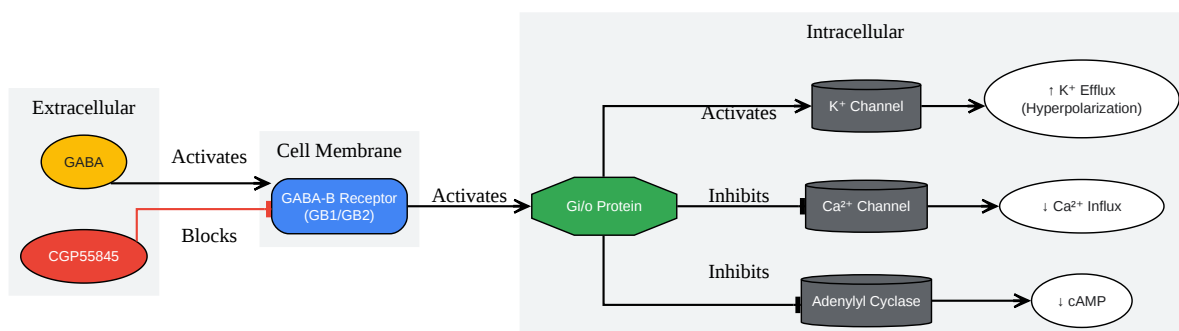 Intracellular
Extracellular
Cell Membrane
GABA
Activates
GABA-B Receptor
(GB1/GB2)
Blocks
CGP55845
Activates
Gi/o Protein
Activates
K⁺ Channel
↑ K⁺ Efflux
(Hyperpolarization)
Inhibits
Ca²⁺ Channel
↓ Ca²⁺ Influx
Inhibits
Adenylyl Cyclase
↓ cAMP